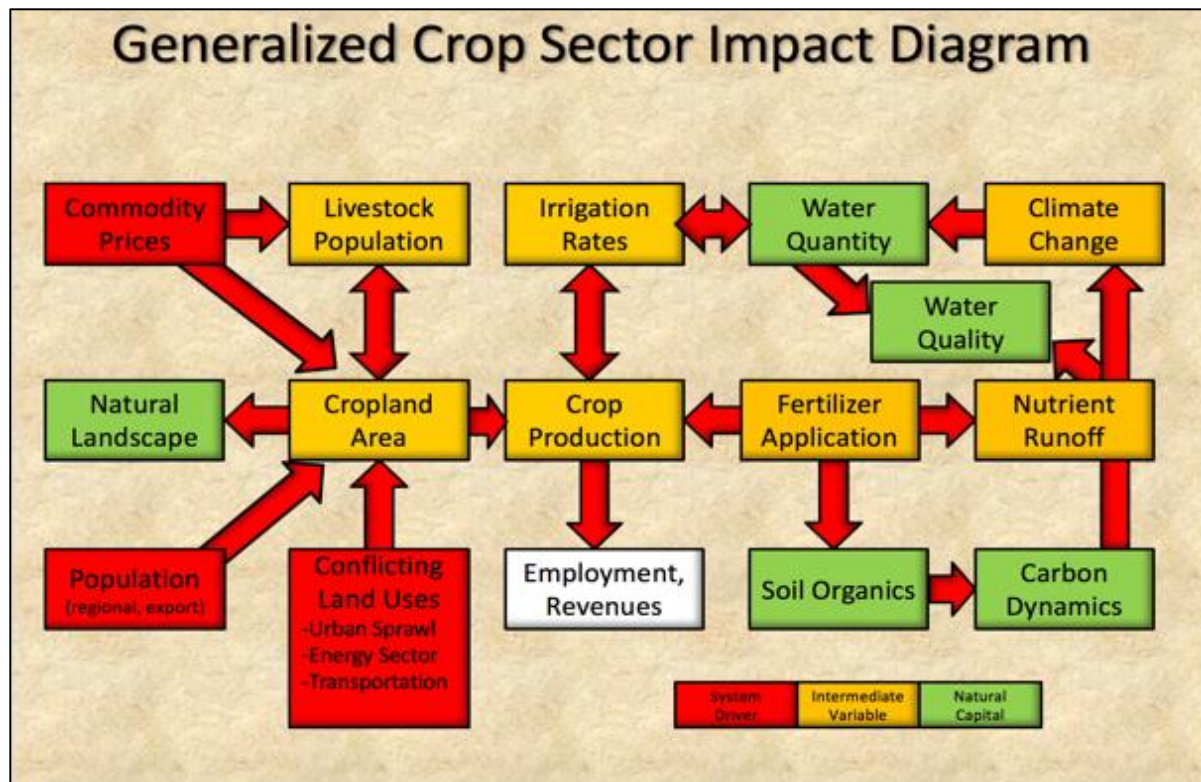 Generalized Crop Sector Impact Diagram
Commodity
Prices
Livestock
Population
Irrigation
Rates
Water
Quantity
Climate
Change
Water
Quality
Natural
Landscape
Cropland
Area
Crop
Production
Fertilizer
Application
Nutrient
Runoff
Population
(regional, export)
Conflicting
Land Uses
-Urban Sprawl
-Energy Sector
-Transportation
Employment,
Revenues
Soil Organics
Carbon
Dynamics
System
Driver
Intermediate
Variable
Natural
Capital